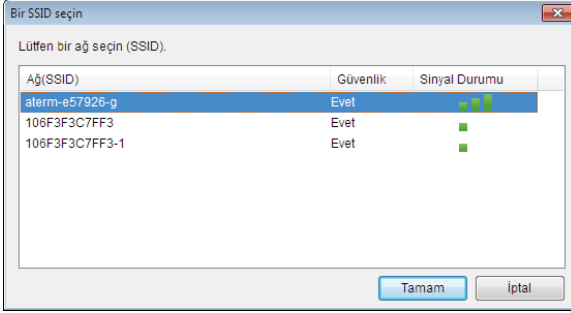 Bir SSID seçin
Lütfen bir ağ seçin (SSID).
Ağ(SSID) Güvenlik Sinyal Durumu
aterm-e57926-g Evet
106F3F3C7FF3 Evet
106F3F3C7FF3-1 Evet
Tamam İptal